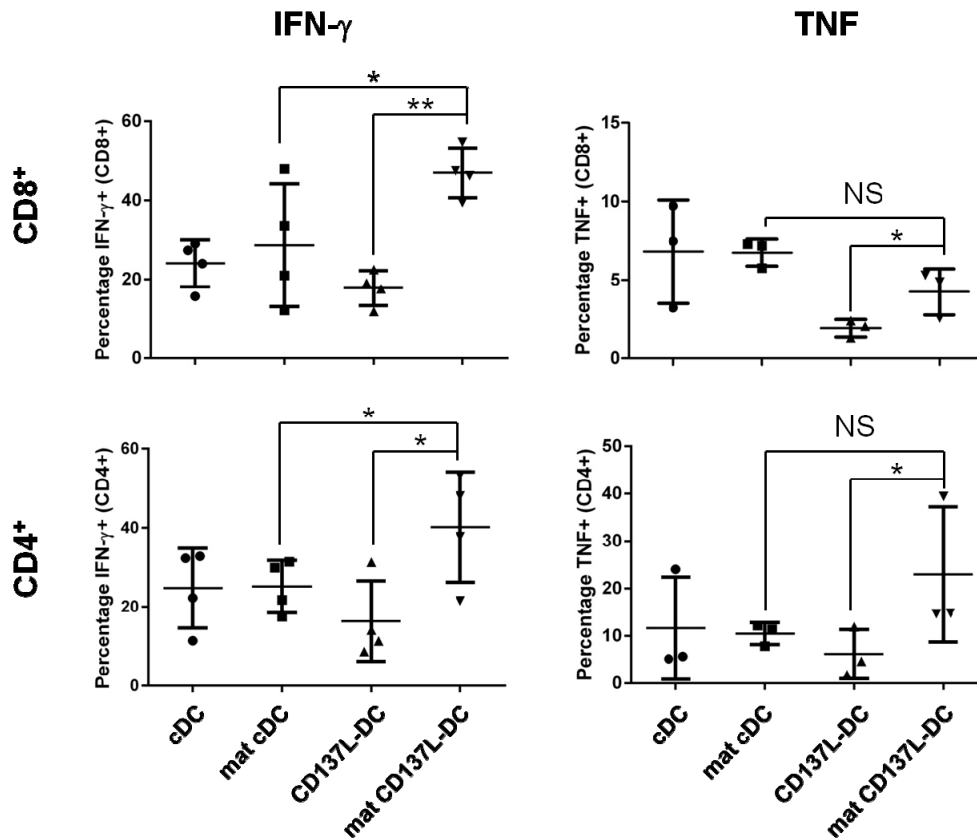 IFN-γ
TNF
CD8+
Percentage IFN-γ+ (CD8+)
60
40
20
0
*
**
Percentage TNF+ (CD8+)
15
10
5
0
NS
*
CD4+
Percentage IFN-γ+ (CD4+)
60
40
20
0
*
*
cDC
mat cDC
CD137L-DC
mat CD137L-DC
Percentage TNF+ (CD4+)
50
40
30
20
10
0
NS
*
cDC
mat cDC
CD137L-DC
mat CD137L-DC